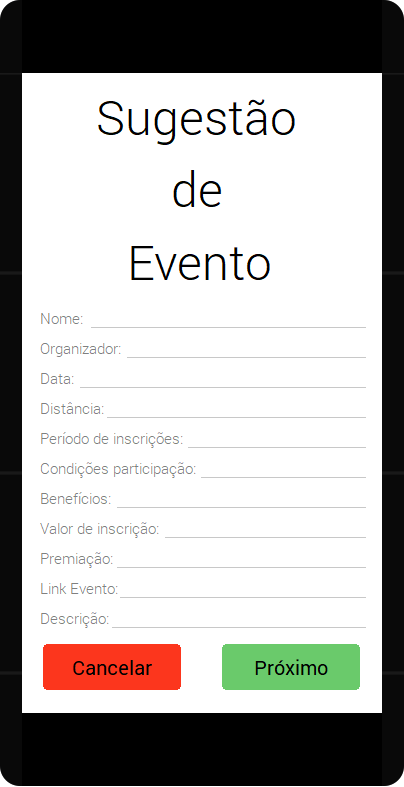 Sugestão
de
Evento
Nome:
Organizador:
Data:
Distância:
Período de inscrições:
Condições participação:
Benefícios:
Valor de inscrição:
Premiação:
Link Evento:
Descrição:
Cancelar Próximo